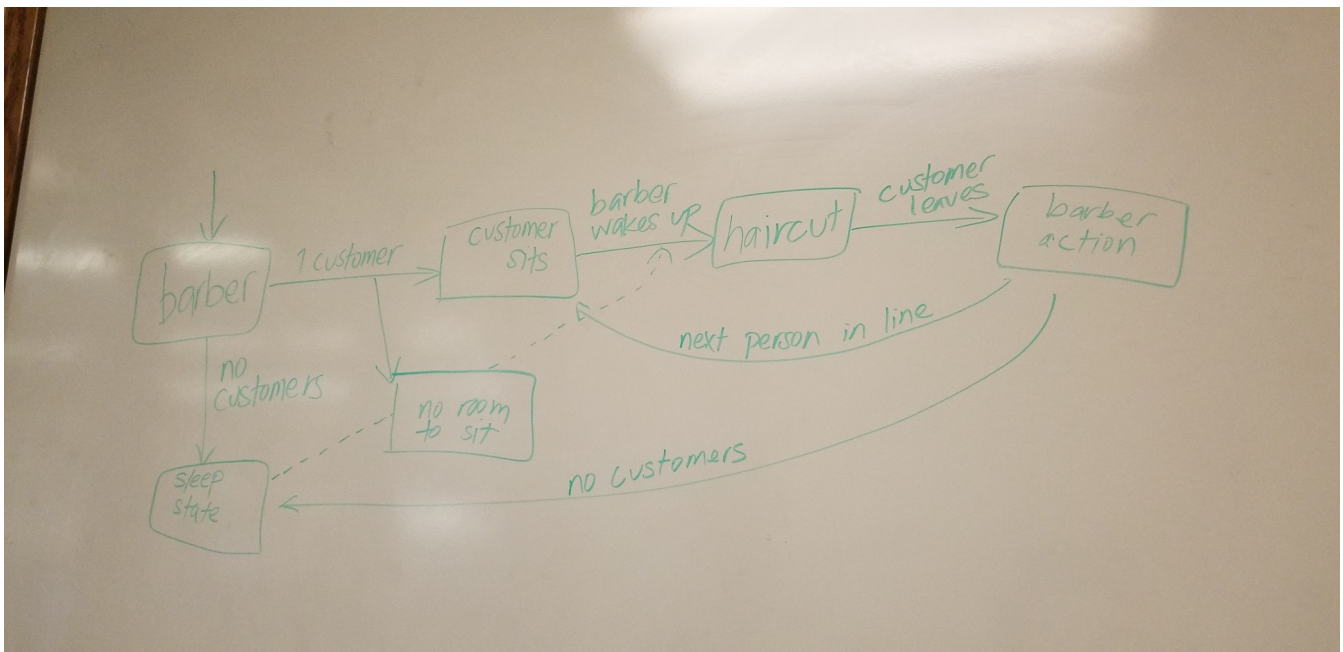 barber
1 customer
customer
sits
barber
wakes up
haircut
customer
leaves
barber
action
no
customers
no room
to sit
next person in line
sleep
state
no customers